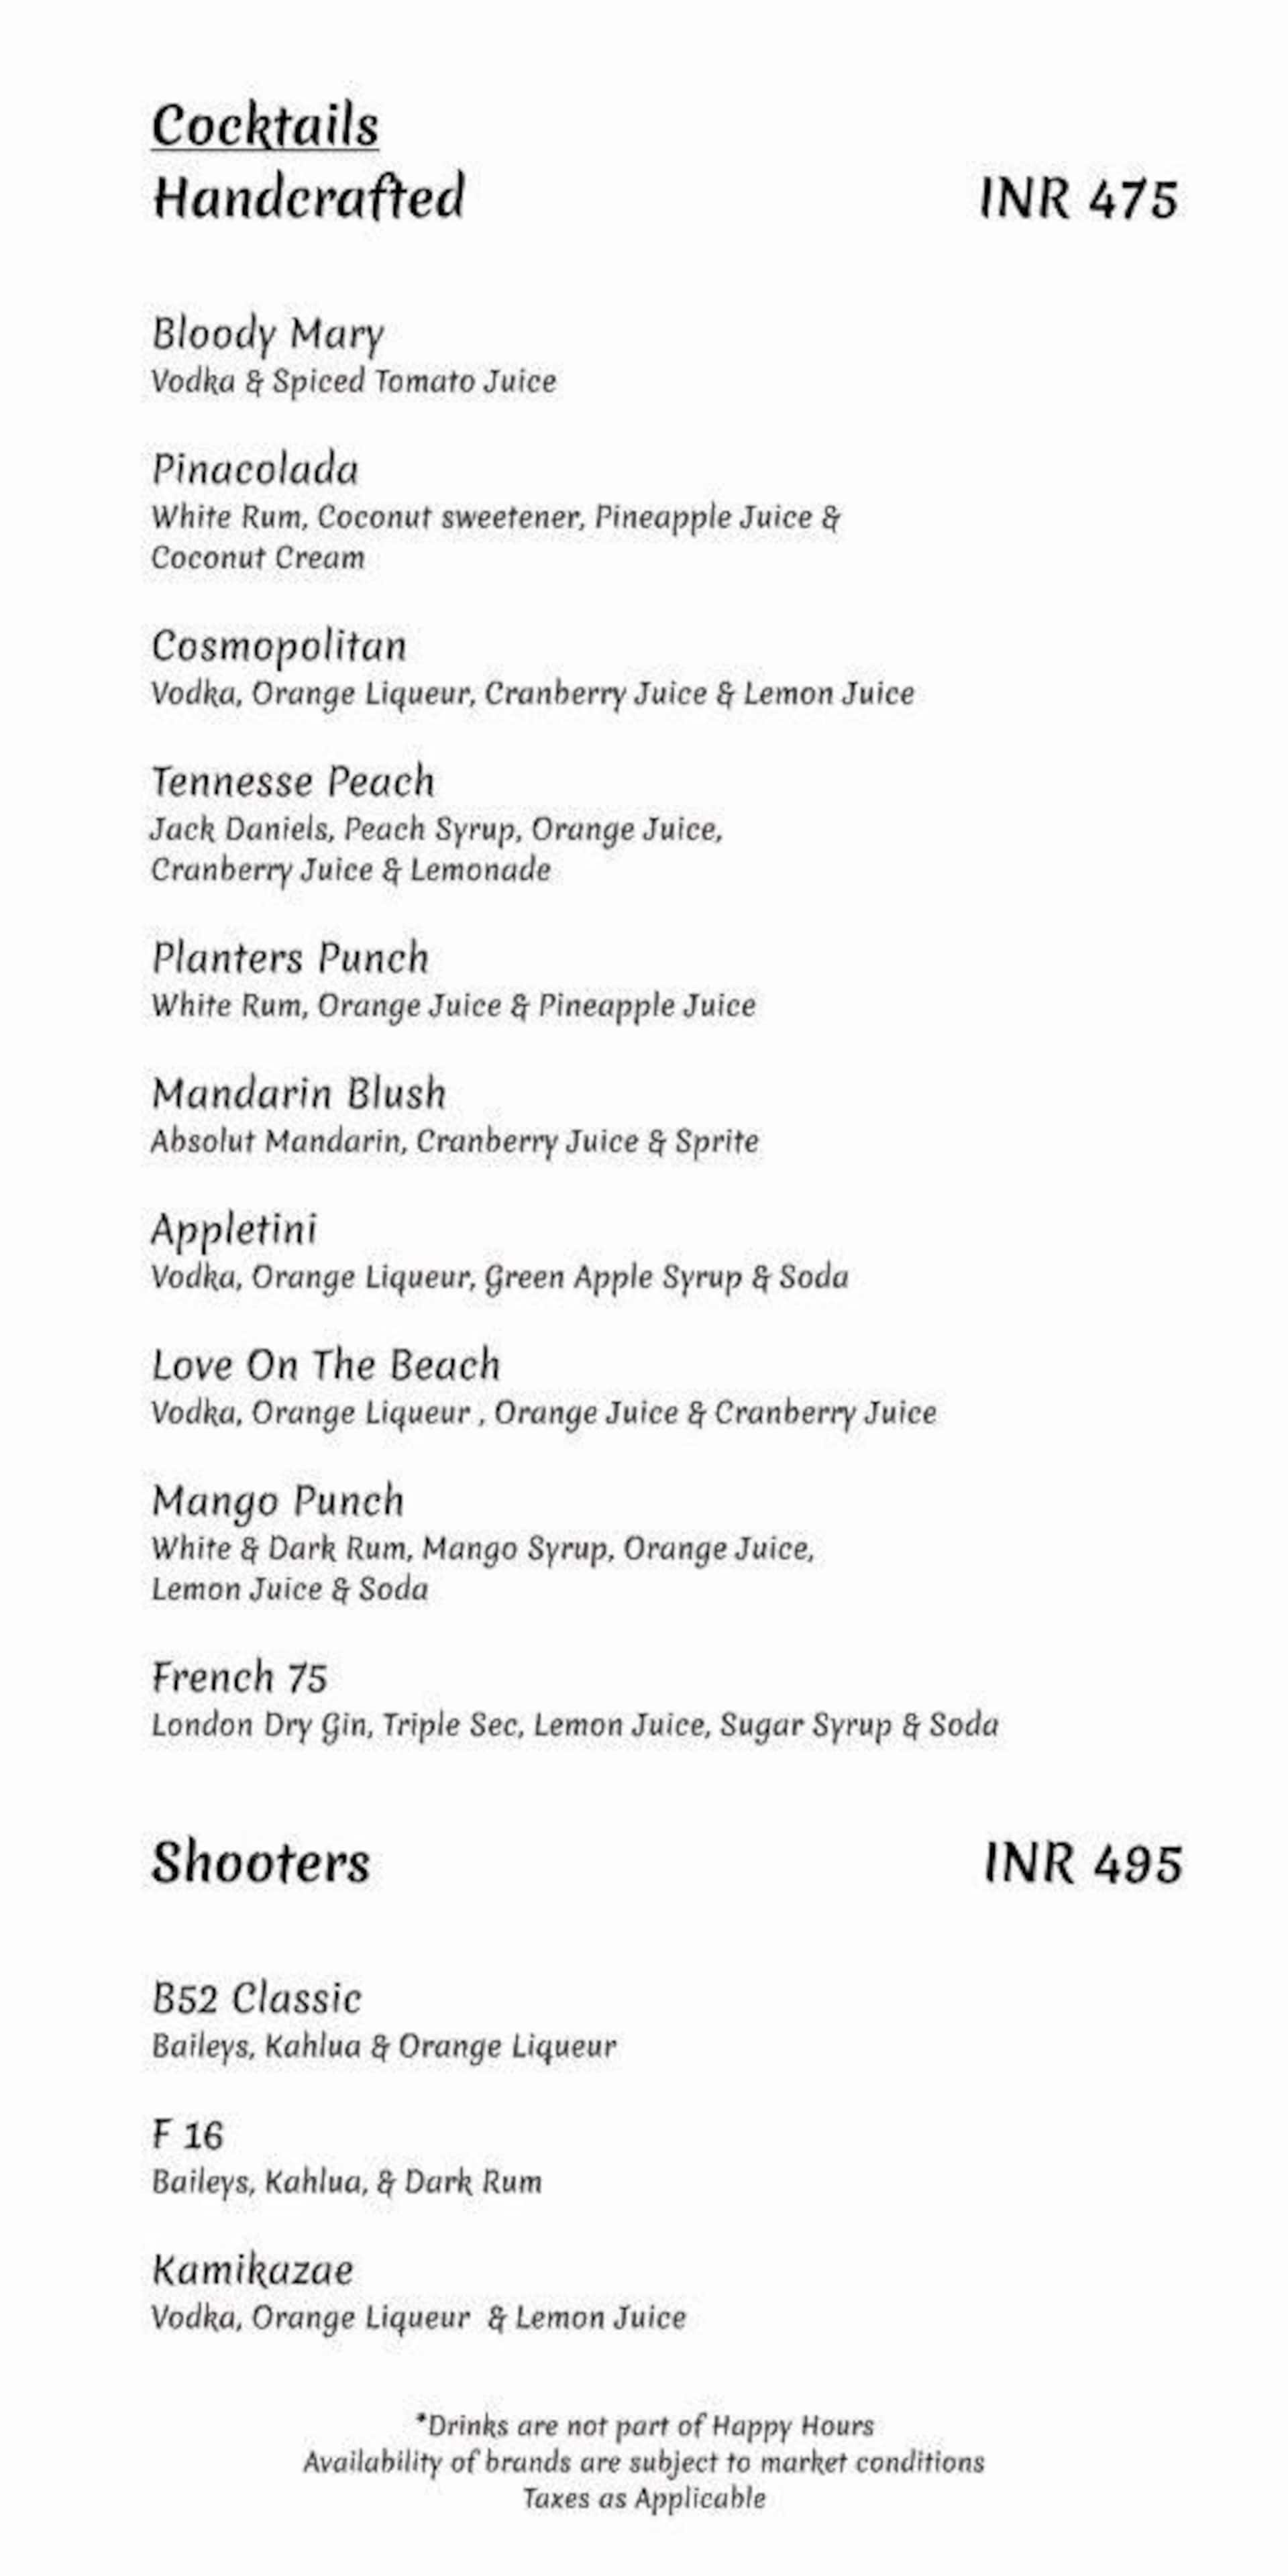 Cocktails
Handcrafted INR 475
Bloody Mary
Vodka & Spiced Tomato Juice
Pinacolada
White Rum, Coconut sweetener, Pineapple Juice &
Coconut Cream
Cosmopolitan
Vodka, Orange Liqueur, Cranberry Juice & Lemon Juice
Tennesse Peach
Jack Daniels, Peach Syrup, Orange Juice,
Cranberry Juice & Lemonade
Planters Punch
White Rum, Orange Juice & Pineapple Juice
Mandarin Blush
Absolut Mandarin, Cranberry Juice & Sprite
Appletini
Vodka, Orange Liqueur, Green Apple Syrup & Soda
Love On The Beach
Vodka, Orange Liqueur , Orange Juice & Cranberry Juice
Mango Punch
White & Dark Rum, Mango Syrup, Orange Juice,
Lemon Juice & Soda
French 75
London Dry Gin, Triple Sec, Lemon Juice, Sugar Syrup & Soda
Shooters INR 495
B52 Classic
Baileys, Kahlua & Orange Liqueur
F 16
Baileys, Kahlua, & Dark Rum
Kamikazae
Vodka, Orange Liqueur & Lemon Juice
*Drinks are not part of Happy Hours
Availability of brands are subject to market conditions
Taxes as Applicable